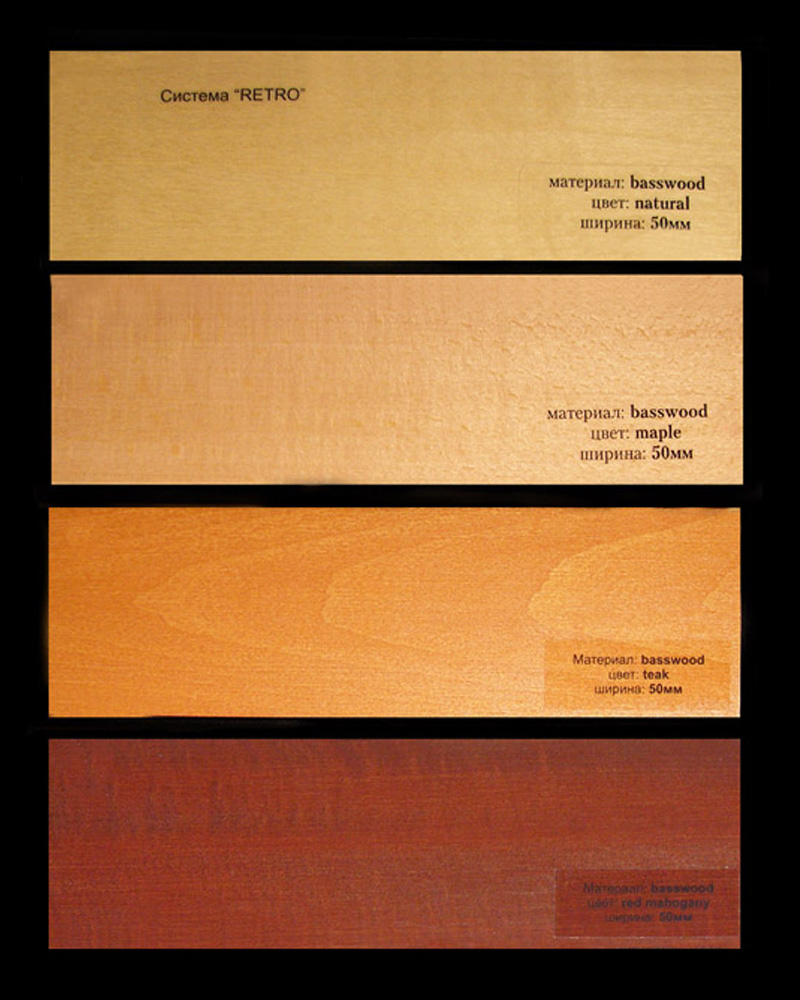 Система "RETRO"
материал: basswood
цвет: natural
ширина: 50мм
материал: basswood
цвет: maple
ширина: 50мм
Материал: basswood
цвет: teak
ширина: 50мм
Материал: basswood
цвет: red mahogany
ширина: 50мм